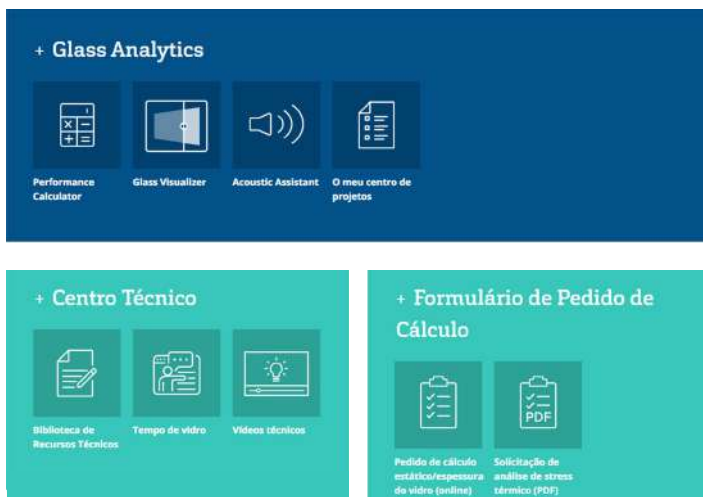 + Glass Analytics
Performance
Calculator
Glass Visualizer
Acoustic Assistant
O meu centro de
projetos
+ Centro Técnico
Biblioteca de
Recursos Técnicos
Tempo de vidro
Vídeos técnicos
+ Formulário de Pedido de
Cálculo
PDF
Pedido de cálculo
estático/espessura
do vidro (online)
Solicitação de
análise de stress
térmico (PDF)